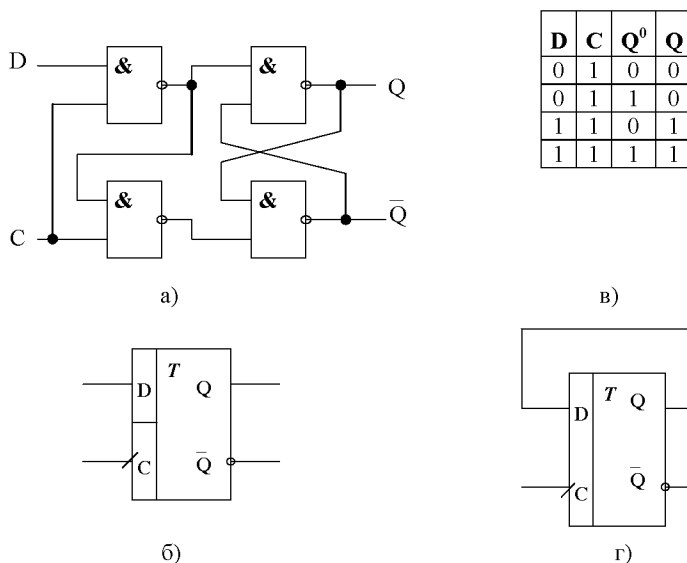 D
&
&
Q
&
&
Q̅
C
а)
D C Q⁰ Q
0 1 0 0
0 1 1 0
1 1 0 1
1 1 1 1
в)
T
D
Q
C
Q̅
б)
T
D
Q
C
Q̅
г)